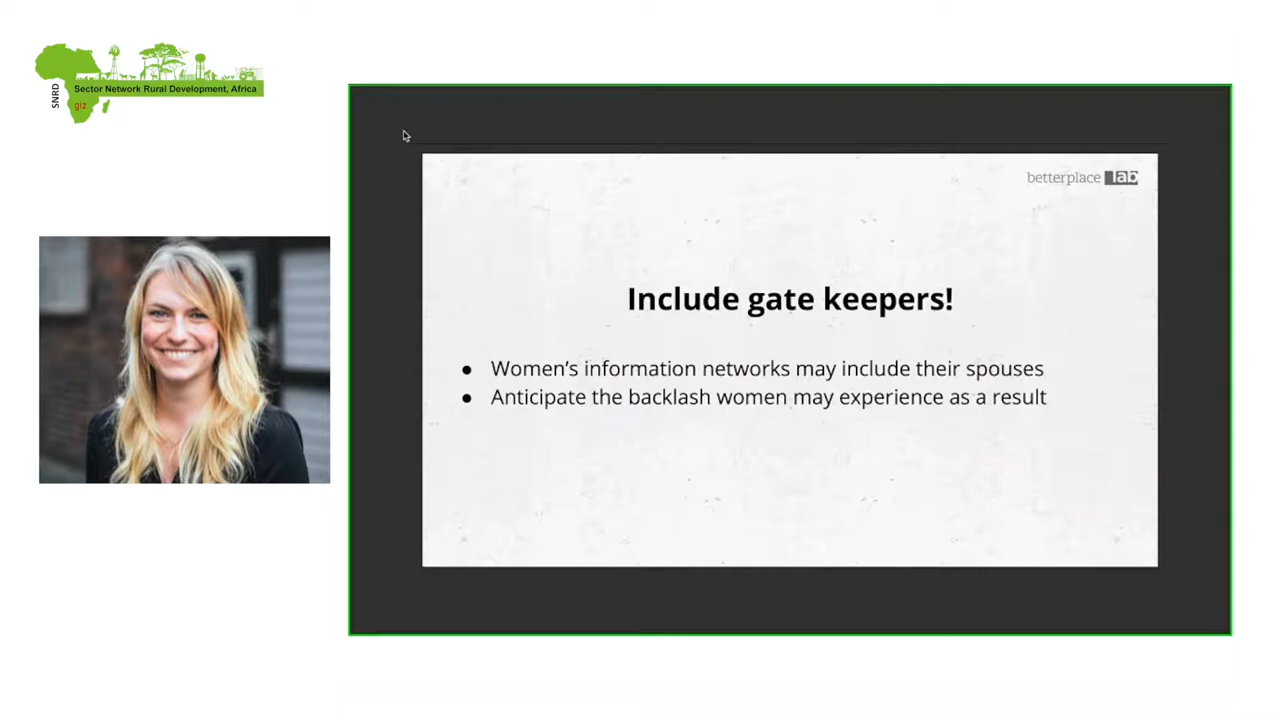 SNRD
Sector Network Rural Development, Africa
giz
betterplace lab
Include gate keepers!
● Women’s information networks may include their spouses
● Anticipate the backlash women may experience as a result